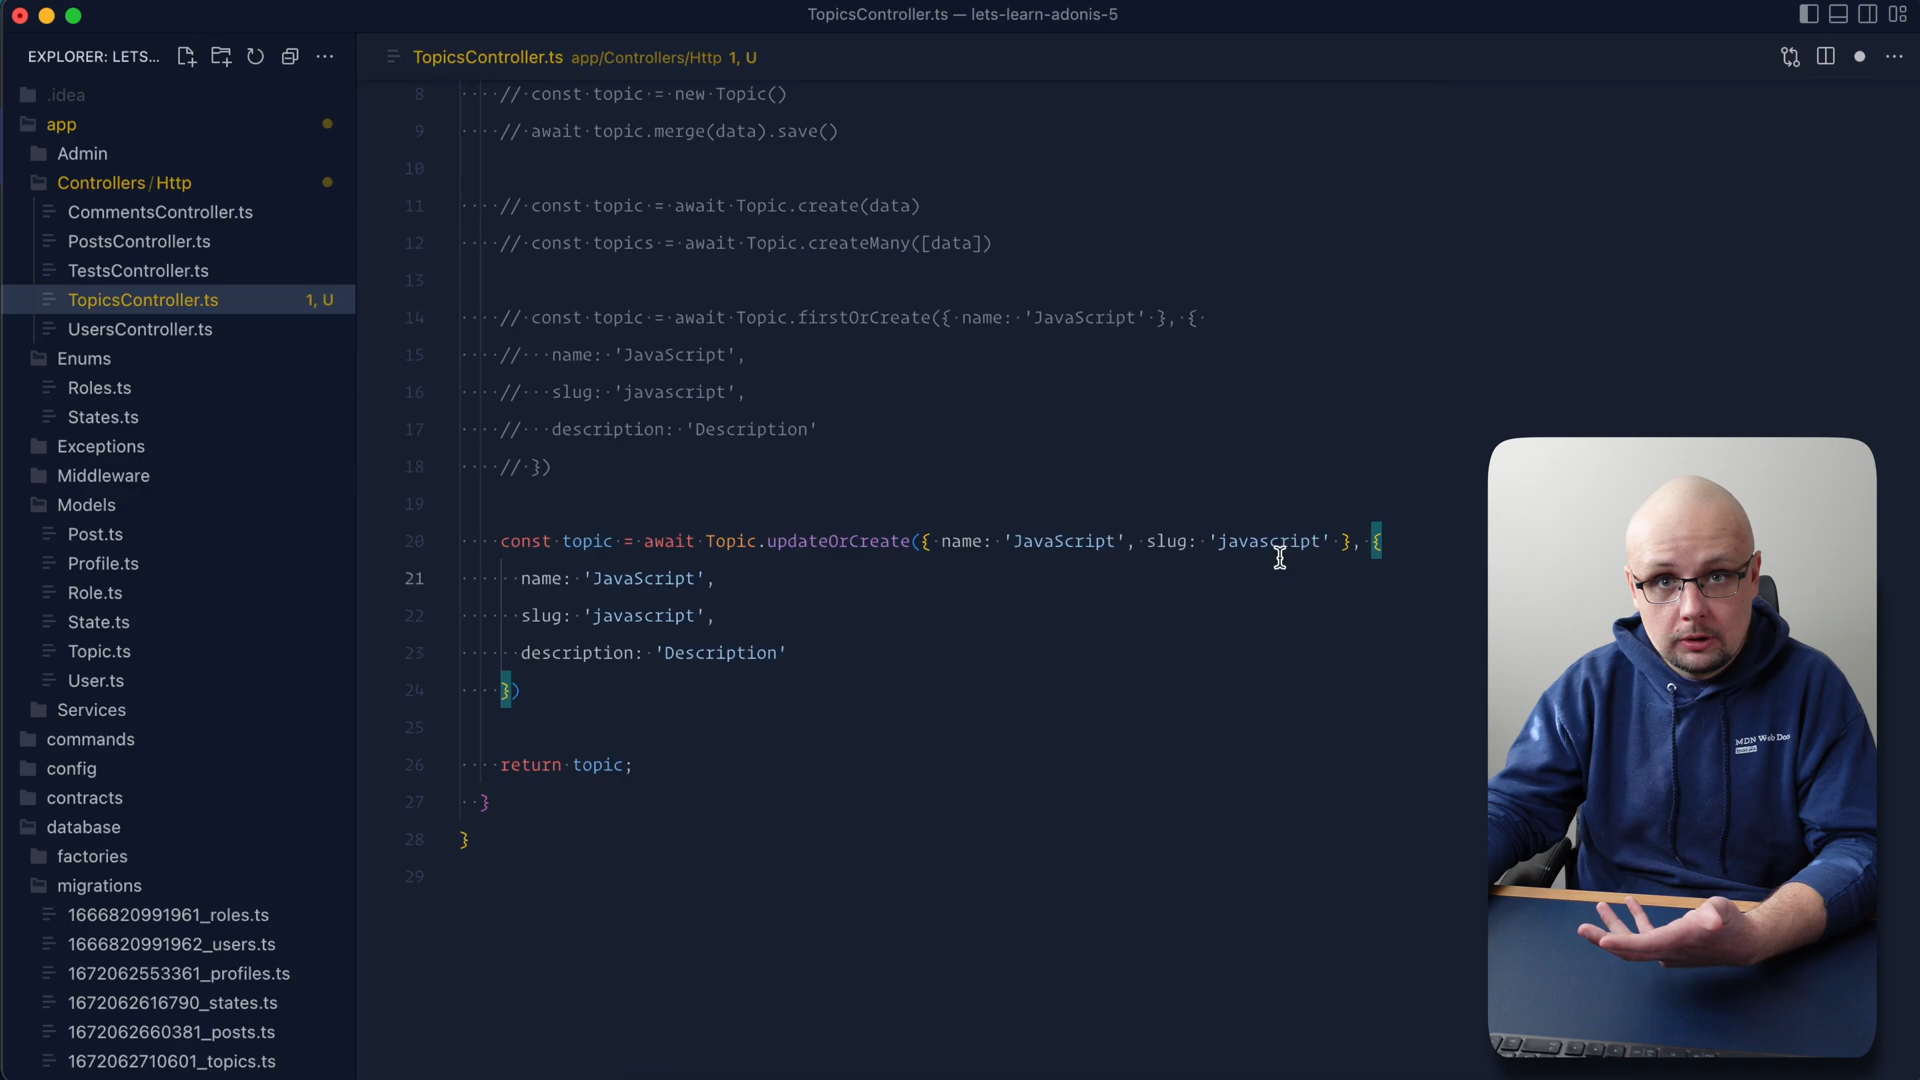 TopicsController.ts — lets-learn-adonis-5
EXPLORER: LETS...
TopicsController.ts app/Controllers/Http 1, U
.idea
app
Admin
Controllers / Http
CommentsController.ts
PostsController.ts
TestsController.ts
TopicsController.ts 1, U
UsersController.ts
Enums
Roles.ts
States.ts
Exceptions
Middleware
Models
Post.ts
Profile.ts
Role.ts
State.ts
Topic.ts
User.ts
Services
commands
config
contracts
database
factories
migrations
1666820991961_roles.ts
1666820991962_users.ts
1672062553361_profiles.ts
1672062616790_states.ts
1672062660381_posts.ts
1672062710601_topics.ts
8 // const topic = new Topic()
9 // await topic.merge(data).save()
10
11 // const topic = await Topic.create(data)
12 // const topics = await Topic.createMany([data])
13
14 // const topic = await Topic.firstOrCreate({ name: 'JavaScript' }, {
15 // name: 'JavaScript',
16 // slug: 'javascript',
17 // description: 'Description'
18 // })
19
20 const topic = await Topic.updateOrCreate({ name: 'JavaScript', slug: 'javascript' }, {
21 name: 'JavaScript',
22 slug: 'javascript',
23 description: 'Description'
24 })
25
26 return topic;
27 }
28 }
29
MDN Web Doc